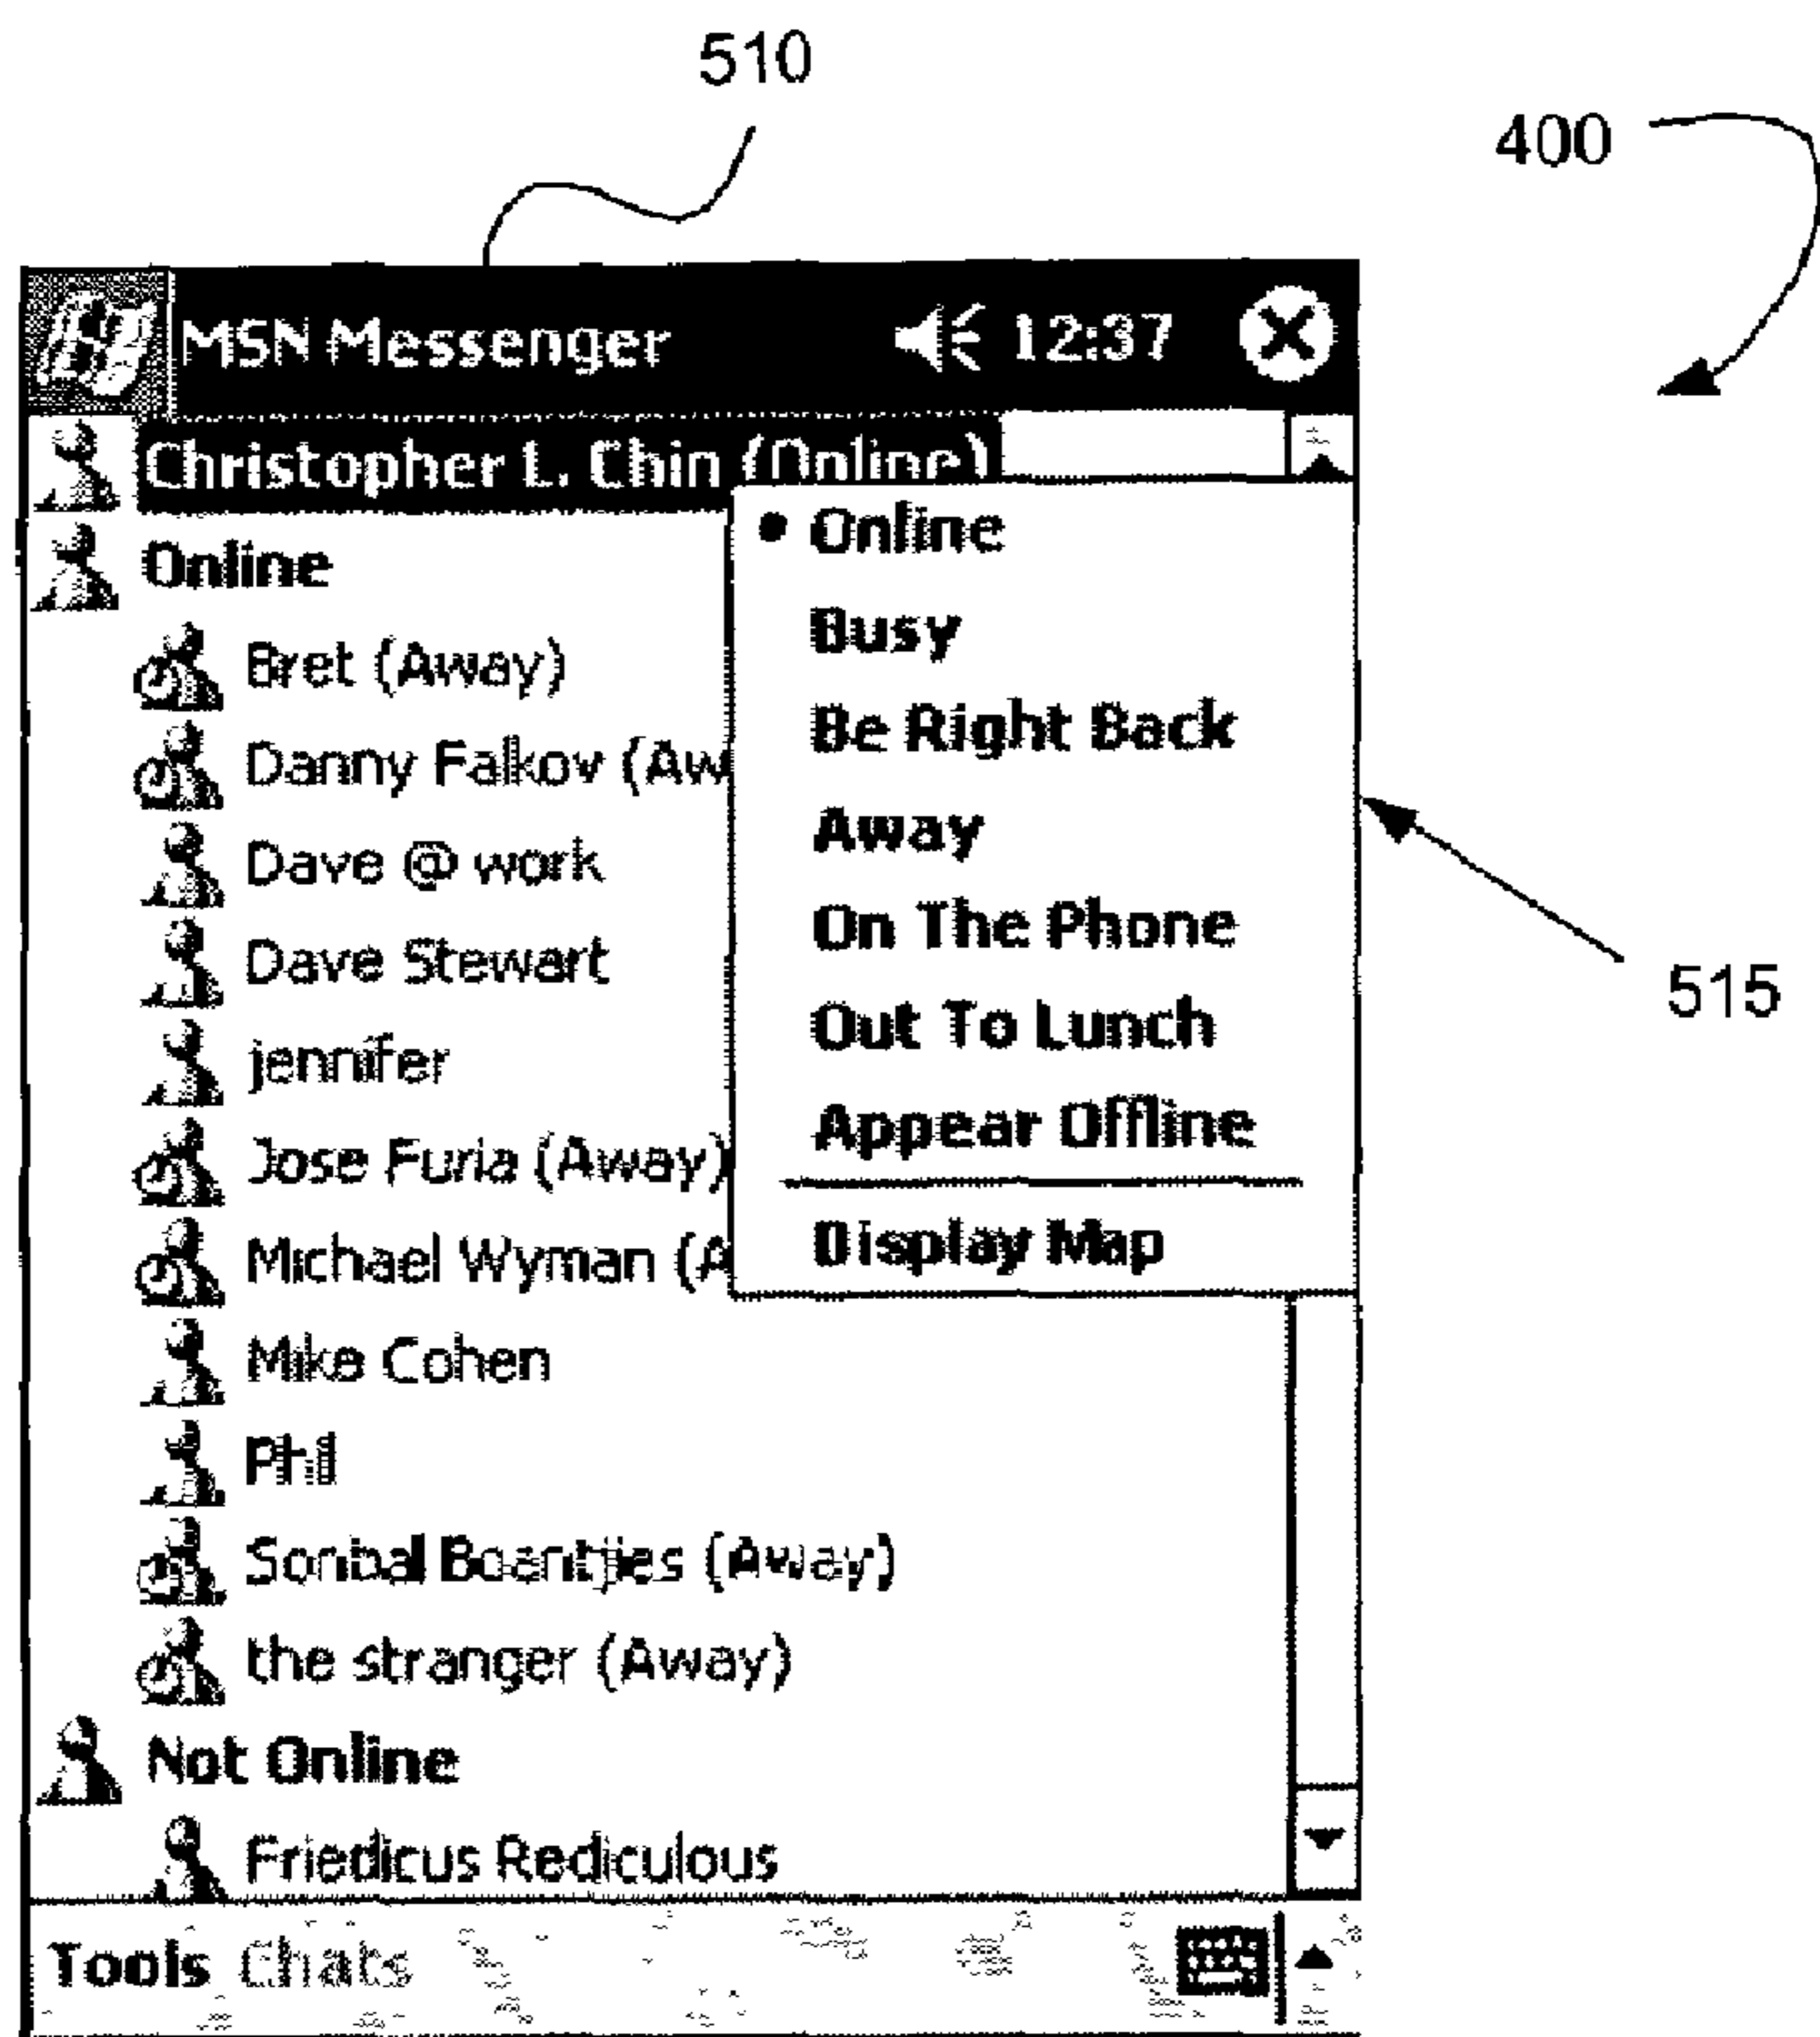 510
400
MSN Messenger 12:37
Christopher L. Chin (Online)
Online
Bret (Away)
Danny Falkov (Aw
Dave @ work
Dave Stewart
jennifer
Jose Furia (Away)
Michael Wyman (A
Mike Cohen
Phil
(Away)
the stranger (Away)
Not Online
Friedicus Rediculous
• Online
Busy
Be Right Back
Away
On The Phone
Out To Lunch
Appear Offline
Display Map
515
Tools Chats